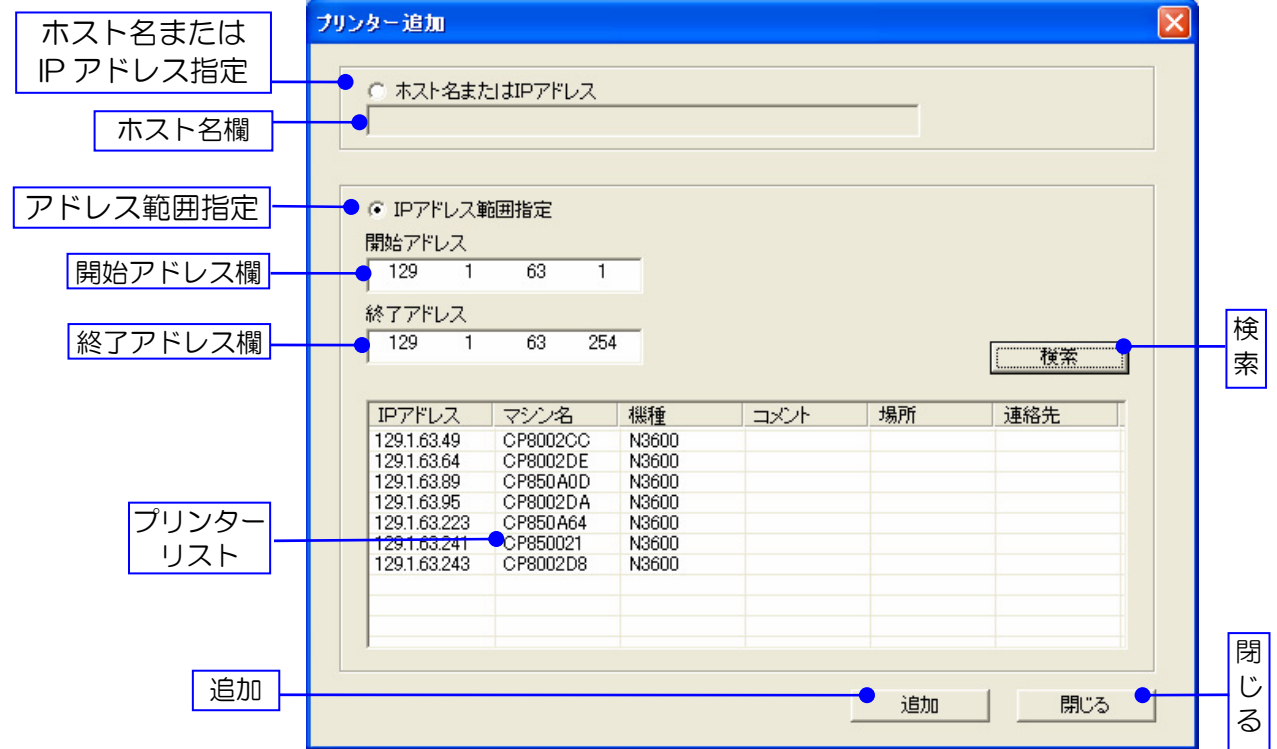 プリンター 追加
ホスト名または
IP アドレス指定
ホスト名またはIPアドレス
ホスト名欄
アドレス範囲指定
IPアドレス範囲指定
開始アドレス
開始アドレス欄
129 1 63 1
終了アドレス
終了アドレス欄
129 1 63 254
検索
検
索
IPアドレス マシン名 機種 コメント 場所 連絡先
129.1.63.49 CP8002CC N3600
129.1.63.64 CP8002DE N3600
129.1.63.89 CP850A0D N3600
129.1.63.95 CP8002DA N3600
129.1.63.223 CP850A64 N3600
129.1.63.241 CP850021 N3600
129.1.63.243 CP8002D8 N3600
プリンター
リスト
追加
追加
閉じる
閉
じ
る